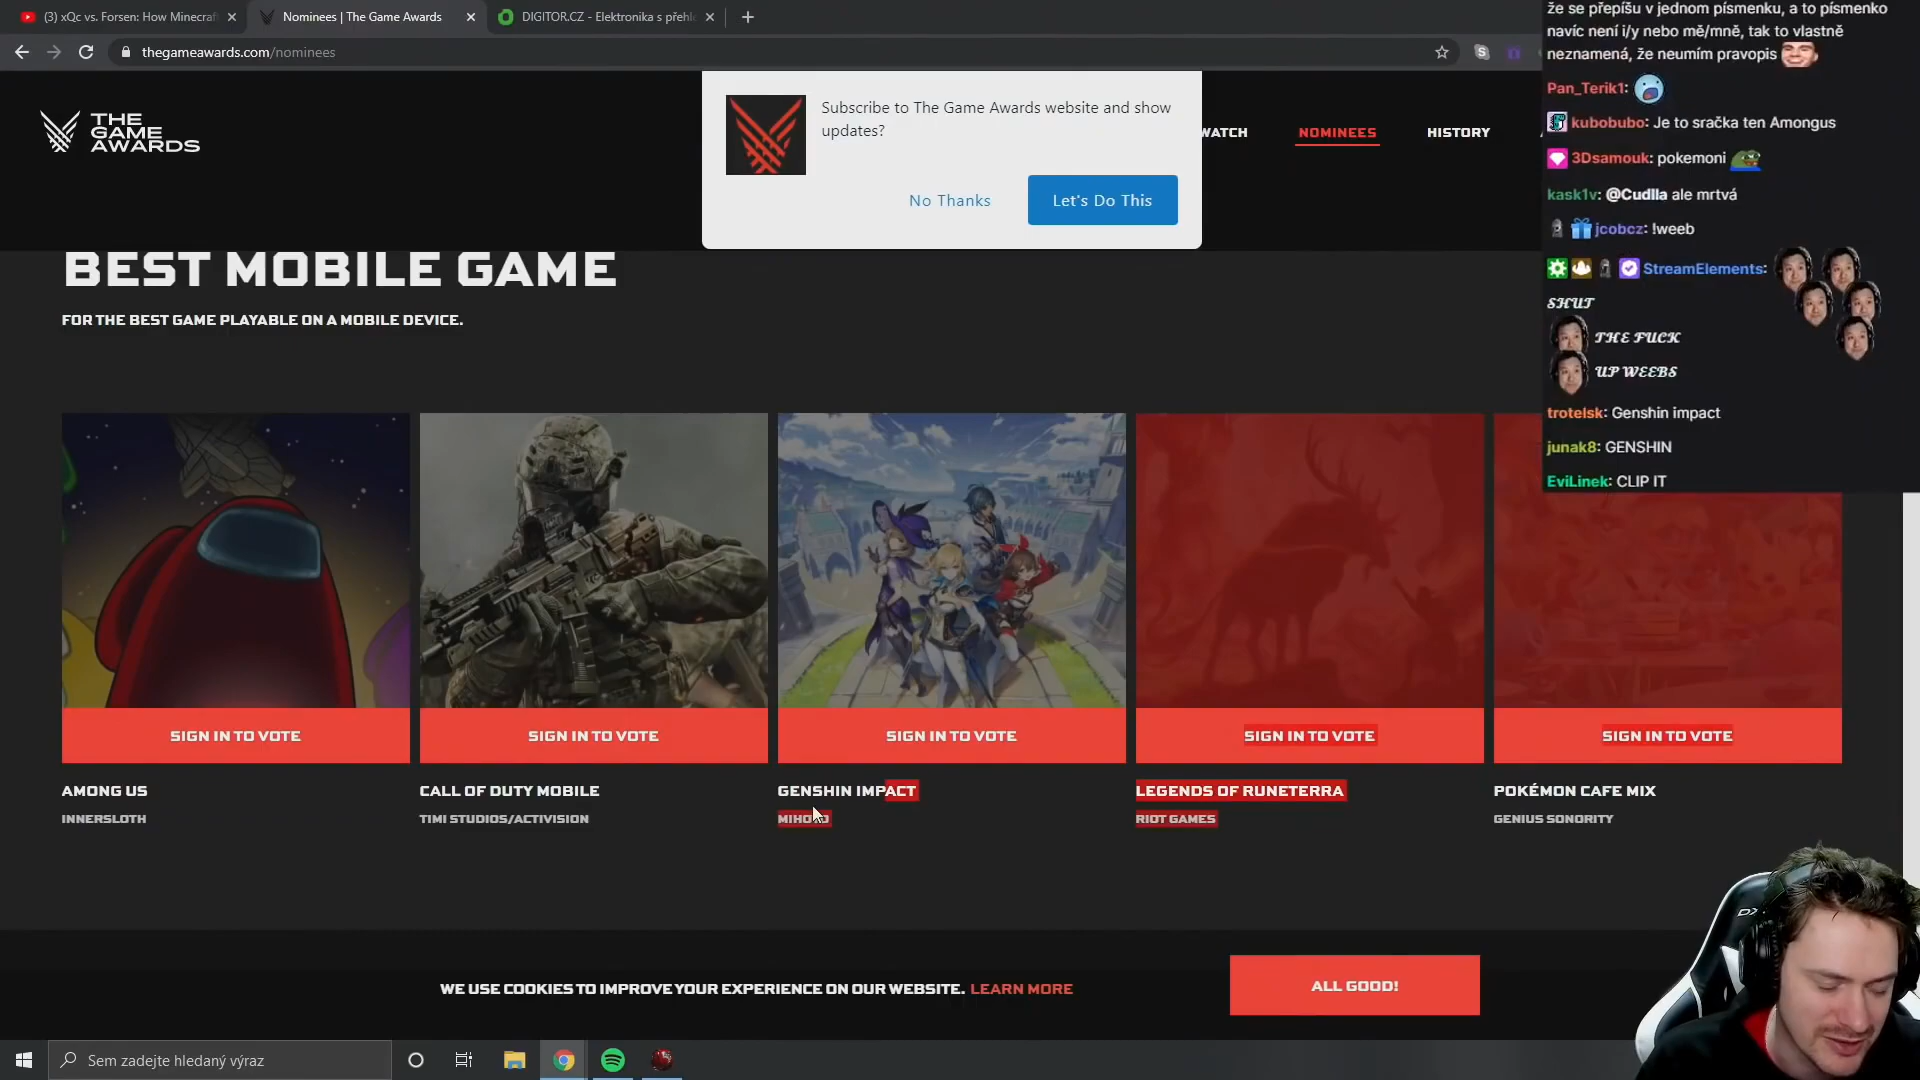 (3) xQc vs. Forsen: How Minecraf
Nominees | The Game Awards
DIGITOR.CZ - Elektronika s přehl
thegameawards.com/nominees
THE
GAME
AWARDS
Subscribe to The Game Awards website and show
updates?
No Thanks
Let's Do This
WATCH
NOMINEES
HISTORY
že se přepíšu v jednom písmenku, a to písmenko
navíc není i/y nebo mě/mně, tak to vlastně
neznamená, že neumím pravopis
Pan_Terik1:
kubobubo: Je to sračka ten Amongus
3Dsamouk: pokemoni
kask1v: @Cudlla ale mrtvá
jcobcz: !weeb
StreamElements:
SHUT
THE FUCK
UP WEEBS
trotelsk: Genshin impact
junak8: GENSHIN
EviLinek: CLIP IT
BEST MOBILE GAME
FOR THE BEST GAME PLAYABLE ON A MOBILE DEVICE.
SIGN IN TO VOTE
SIGN IN TO VOTE
SIGN IN TO VOTE
SIGN IN TO VOTE
SIGN IN TO VOTE
AMONG US
INNERSLOTH
CALL OF DUTY MOBILE
TIMI STUDIOS/ACTIVISION
GENSHIN IMPACT
LEGENDS OF RUNETERRA
RIOT GAMES
POKÉMON CAFE MIX
GENIUS SONORITY
WE USE COOKIES TO IMPROVE YOUR EXPERIENCE ON OUR WEBSITE. LEARN MORE
ALL GOOD!
Sem zadejte hledaný výraz